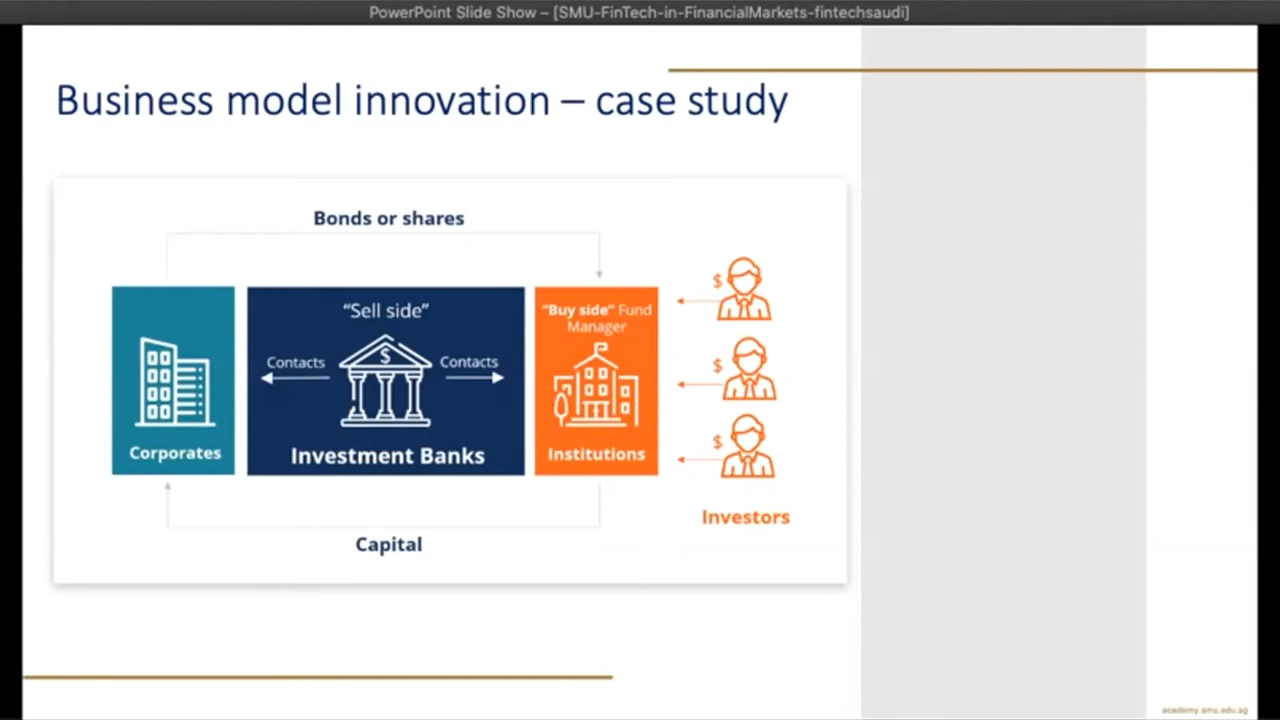 PowerPoint Slide Show – [SMU-FinTech-in-FinancialMarkets-fintechsaudi]
Business model innovation – case study
Bonds or shares
"Sell side"
Contacts
Contacts
Corporates
Investment Banks
"Buy side" Fund
Manager
Institutions
$
$
$
$
Investors
Capital
academy.smu.edu.sg